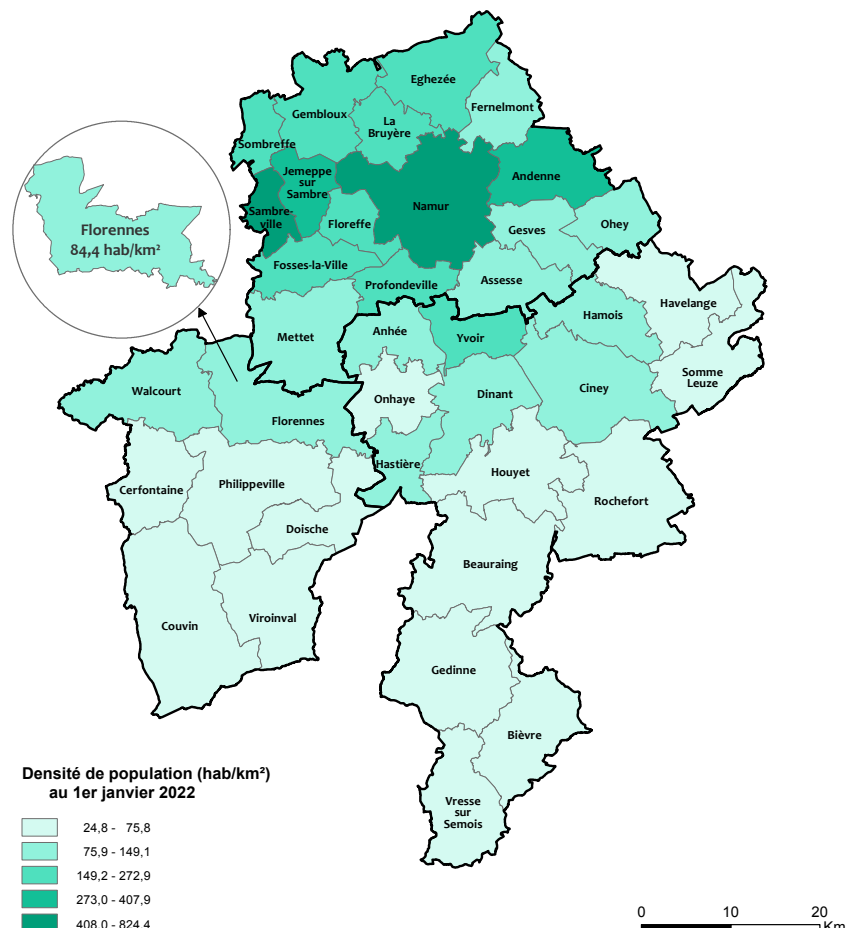 Eghezée
Fernelmont
Gembloux
La
Bruyère
Sombreffe
Jemeppe
sur
Sambre
Andenne
Namur
Sambre-
ville
Floreffe
Gesves
Ohey
Florennes
84,4 hab/km²
Fosses-la-Ville
Profondeville
Assesse
Havelange
Hamois
Mettet
Anhée
Yvoir
Somme
Leuze
Walcourt
Onhaye
Dinant
Ciney
Florennes
Hastière
Houyet
Rochefort
Cerfontaine
Philippeville
Doische
Beauraing
Couvin
Viroinval
Gedinne
Bièvre
Vresse
sur
Semois
Densité de population (hab/km²)
au 1er janvier 2022
24,8 - 75,8
75,9 - 149,1
149,2 - 272,9
273,0 - 407,9
408,0 - 824,4
0 10 20
Km